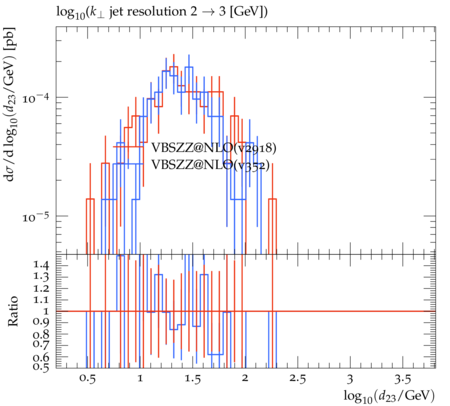 log₁₀(k⊥ jet resolution 2 → 3 [GeV])
dσ/d log₁₀(d₂₃/GeV) [pb]
10⁻⁴
10⁻⁵
VBSZZ@NLO(v2918)
VBSZZ@NLO(v352)
Ratio
1.4
1.3
1.2
1.1
1
0.9
0.8
0.7
0.6
0.5
0.5 1 1.5 2 2.5 3 3.5
log₁₀(d₂₃/GeV)